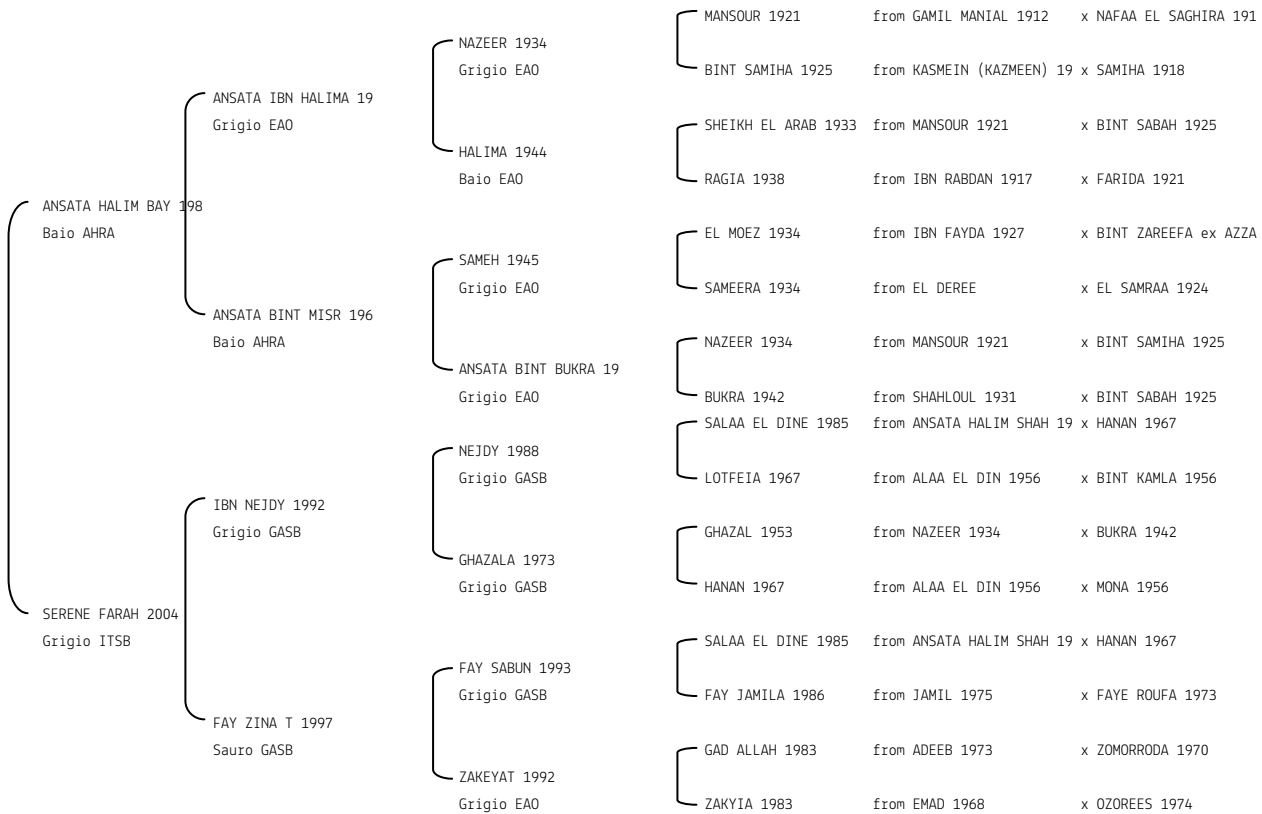 MANSOUR 1921 from GAMIL MANIAL 1912 x NAFAA EL SAGHIRA 191
NAZEER 1934
Grigio EAO
BINT SAMIHA 1925 from KASMEIN (KAZMEEN) 19 x SAMIHA 1918
ANSATA IBN HALIMA 19
Grigio EAO
SHEIKH EL ARAB 1933 from MANSOUR 1921 x BINT SABAH 1925
HALIMA 1944
Baio EAO
RAGIA 1938 from IBN RABDAN 1917 x FARIDA 1921
ANSATA HALIM BAY 198
Baio AHRA
EL MOEZ 1934 from IBN FAYDA 1927 x BINT ZAREEFA ex AZZA
SAMEH 1945
Grigio EAO
SAMEERA 1934 from EL DEREE x EL SAMRAA 1924
ANSATA BINT MISR 196
Baio AHRA
NAZEER 1934 from MANSOUR 1921 x BINT SAMIHA 1925
ANSATA BINT BUKRA 19
Grigio EAO
BUKRA 1942 from SHAHLOUL 1931 x BINT SABAH 1925
SALAA EL DINE 1985 from ANSATA HALIM SHAH 19 x HANAN 1967
NEJDY 1988
Grigio GASB
LOTFEIA 1967 from ALAA EL DIN 1956 x BINT KAMLA 1956
IBN NEJDY 1992
Grigio GASB
GHAZAL 1953 from NAZEER 1934 x BUKRA 1942
GHAZALA 1973
Grigio GASB
HANAN 1967 from ALAA EL DIN 1956 x MONA 1956
SERENE FARAH 2004
Grigio ITSB
SALAA EL DINE 1985 from ANSATA HALIM SHAH 19 x HANAN 1967
FAY SABUN 1993
Grigio GASB
FAY JAMILA 1986 from JAMIL 1975 x FAYE ROUFA 1973
FAY ZINA T 1997
Sauro GASB
GAD ALLAH 1983 from ADEEB 1973 x ZOMORRODA 1970
ZAKEYAT 1992
Grigio EAO
ZAKYIA 1983 from EMAD 1968 x OZOREES 1974